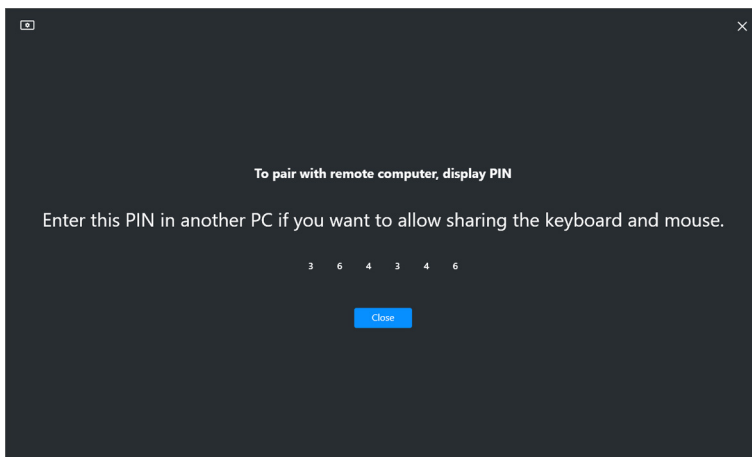 To pair with remote computer, display PIN
Enter this PIN in another PC if you want to allow sharing the keyboard and mouse.
3 6 4 3 4 6
Close